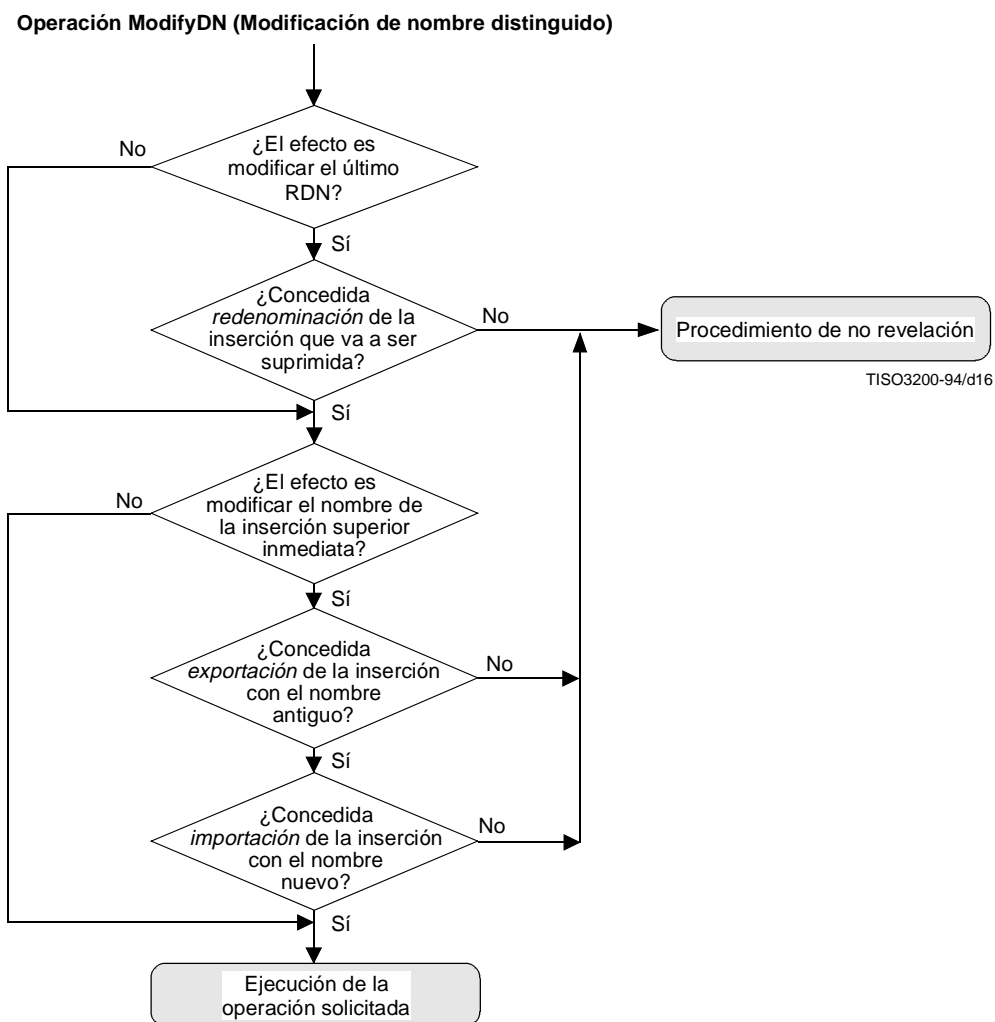 Operación ModifyDN (Modificación de nombre distinguido)
No
¿El efecto es
modificar el último
RDN?
Sí
¿Concedida
redenominación de la
inserción que va a ser
suprimida?
No
Procedimiento de no revelación
TISO3200-94/d16
Sí
No
¿El efecto es
modificar el nombre de
la inserción superior
inmediata?
Sí
¿Concedida
exportación de la inserción
con el nombre
antiguo?
No
Sí
¿Concedida
importación de la inserción
con el nombre
nuevo?
No
Sí
Ejecución de la
operación solicitada